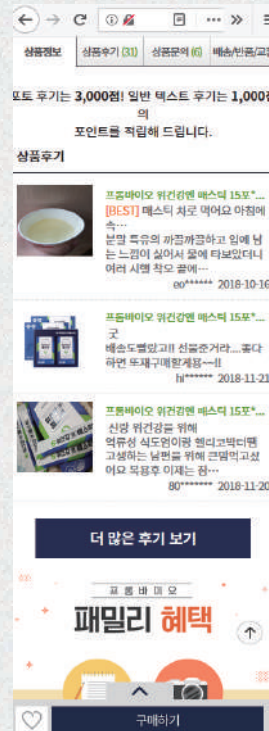 상품정보
상품후기 (31)
상품문의 (6)
배송/반품/교환
포토 후기는 3,000점! 일반 텍스트 후기는 1,000점
의
포인트를 적립해 드립니다.
상품후기
프롬바이오 위건강엔 매스틱 15포*...
[BEST] 매스틱 차로 먹어요 아침에
속…
분말 특유의 까끌까끌하고 입에 남
는 느낌이 싫어서 물에 타보았더니
여러 시행 착오 끝에…
eo****** 2018-10-16
프롬바이오 위건강엔 매스틱 15포*...
굿
배송도빨랐고!! 선물준거라....좋다
하면 또재구매할게용~~!!
hl****** 2018-11-21
프롬바이오 위건강엔 매스틱 15포*...
신랑 위건강을 위해
역류성 식도염이랑 헬리코박터땜
고생하는 남편을 위해 큰맘먹고샀
어요 복용후 이제는 점…
80******* 2018-11-20
더 많은 후기 보기
프롬바이오
패밀리 혜택
구매하기